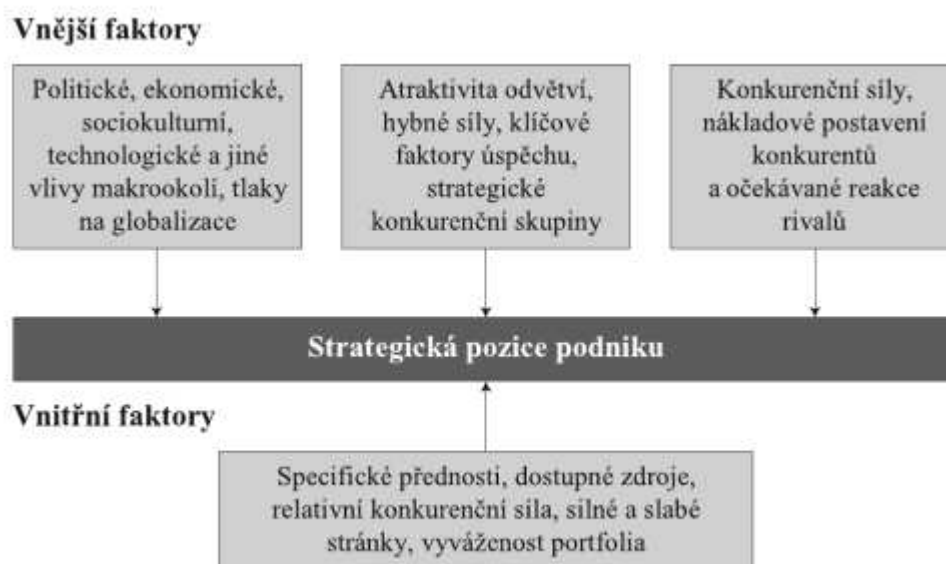 Vnější faktory
Politické, ekonomické,
sociokulturní,
technologické a jiné
vlivy makrookolí, tlaky
na globalizace
Atraktivita odvětví,
hybné síly, klíčové
faktory úspěchu,
strategické
konkurenční skupiny
Konkurenční síly,
nákladové postavení
konkurentů
a očekávané reakce
rivalů
Strategická pozice podniku
Vnitřní faktory
Specifické přednosti, dostupné zdroje,
relativní konkurenční síla, silné a slabé
stránky, vyváženost portfolia